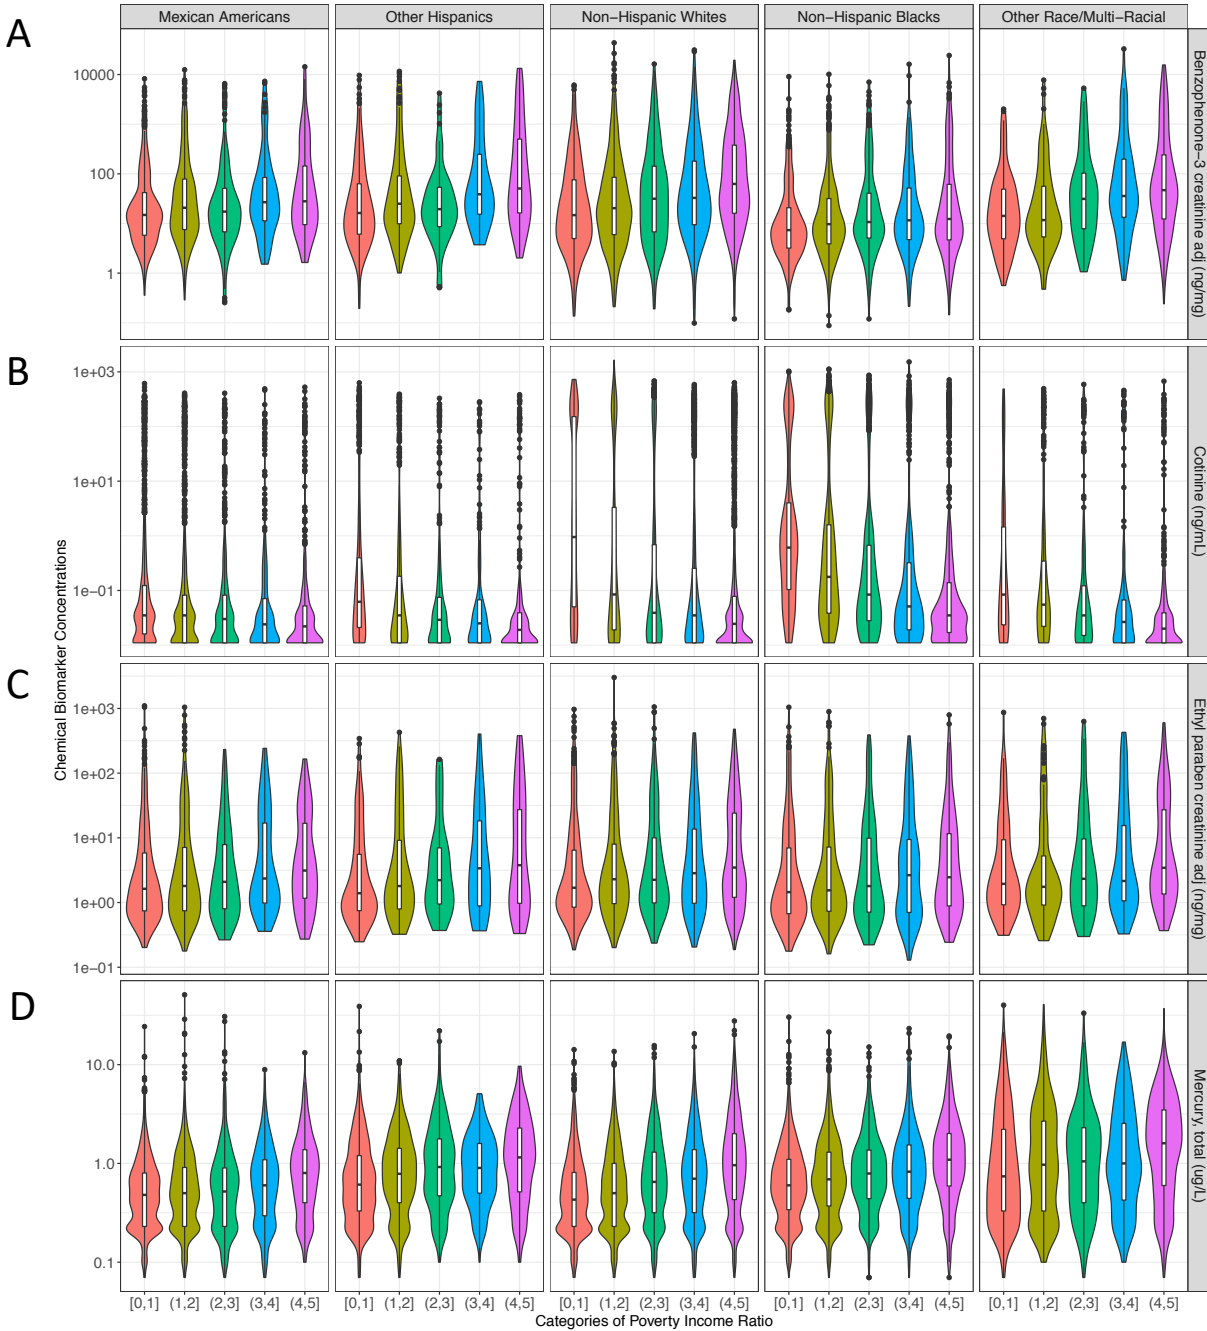 Mexican Americans
Other Hispanics
Non-Hispanic Whites
Non-Hispanic Blacks
Other Race/Multi-Racial
A
10000
100
1
Benzophenone-3 creatinine adj (ng/mg)
B
1e+03
1e+01
1e-01
Cotinine (ng/mL)
Chemical Biomarker Concentrations
C
1e+03
1e+02
1e+01
1e+00
1e-01
Ethyl paraben creatinine adj (ng/mg)
D
10.0
1.0
0.1
Mercury, total (ug/L)
[0,1] (1,2] (2,3] (3,4] (4,5]
[0,1] (1,2] (2,3] (3,4] (4,5]
[0,1] (1,2] (2,3] (3,4] (4,5]
[0,1] (1,2] (2,3] (3,4] (4,5]
[0,1] (1,2] (2,3] (3,4] (4,5]
Categories of Poverty Income Ratio